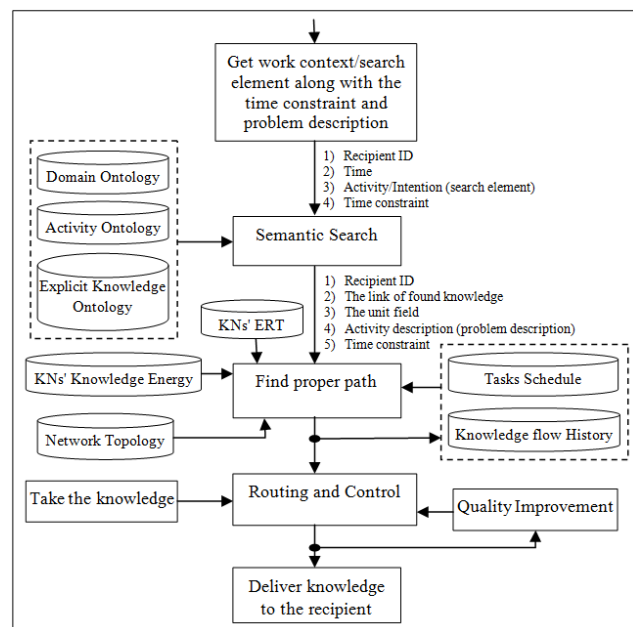 Get work context/search
element along with the
time constraint and
problem description
1) Recipient ID
2) Time
3) Activity/Intention (search element)
4) Time constraint
Domain Ontology
Activity Ontology
Explicit Knowledge
Ontology
Semantic Search
1) Recipient ID
2) The link of found knowledge
3) The unit field
4) Activity description (problem description)
5) Time constraint
KNs' ERT
KNs' Knowledge Energy
Find proper path
Tasks Schedule
Network Topology
Knowledge flow History
Take the knowledge
Routing and Control
Quality Improvement
Deliver knowledge
to the recipient